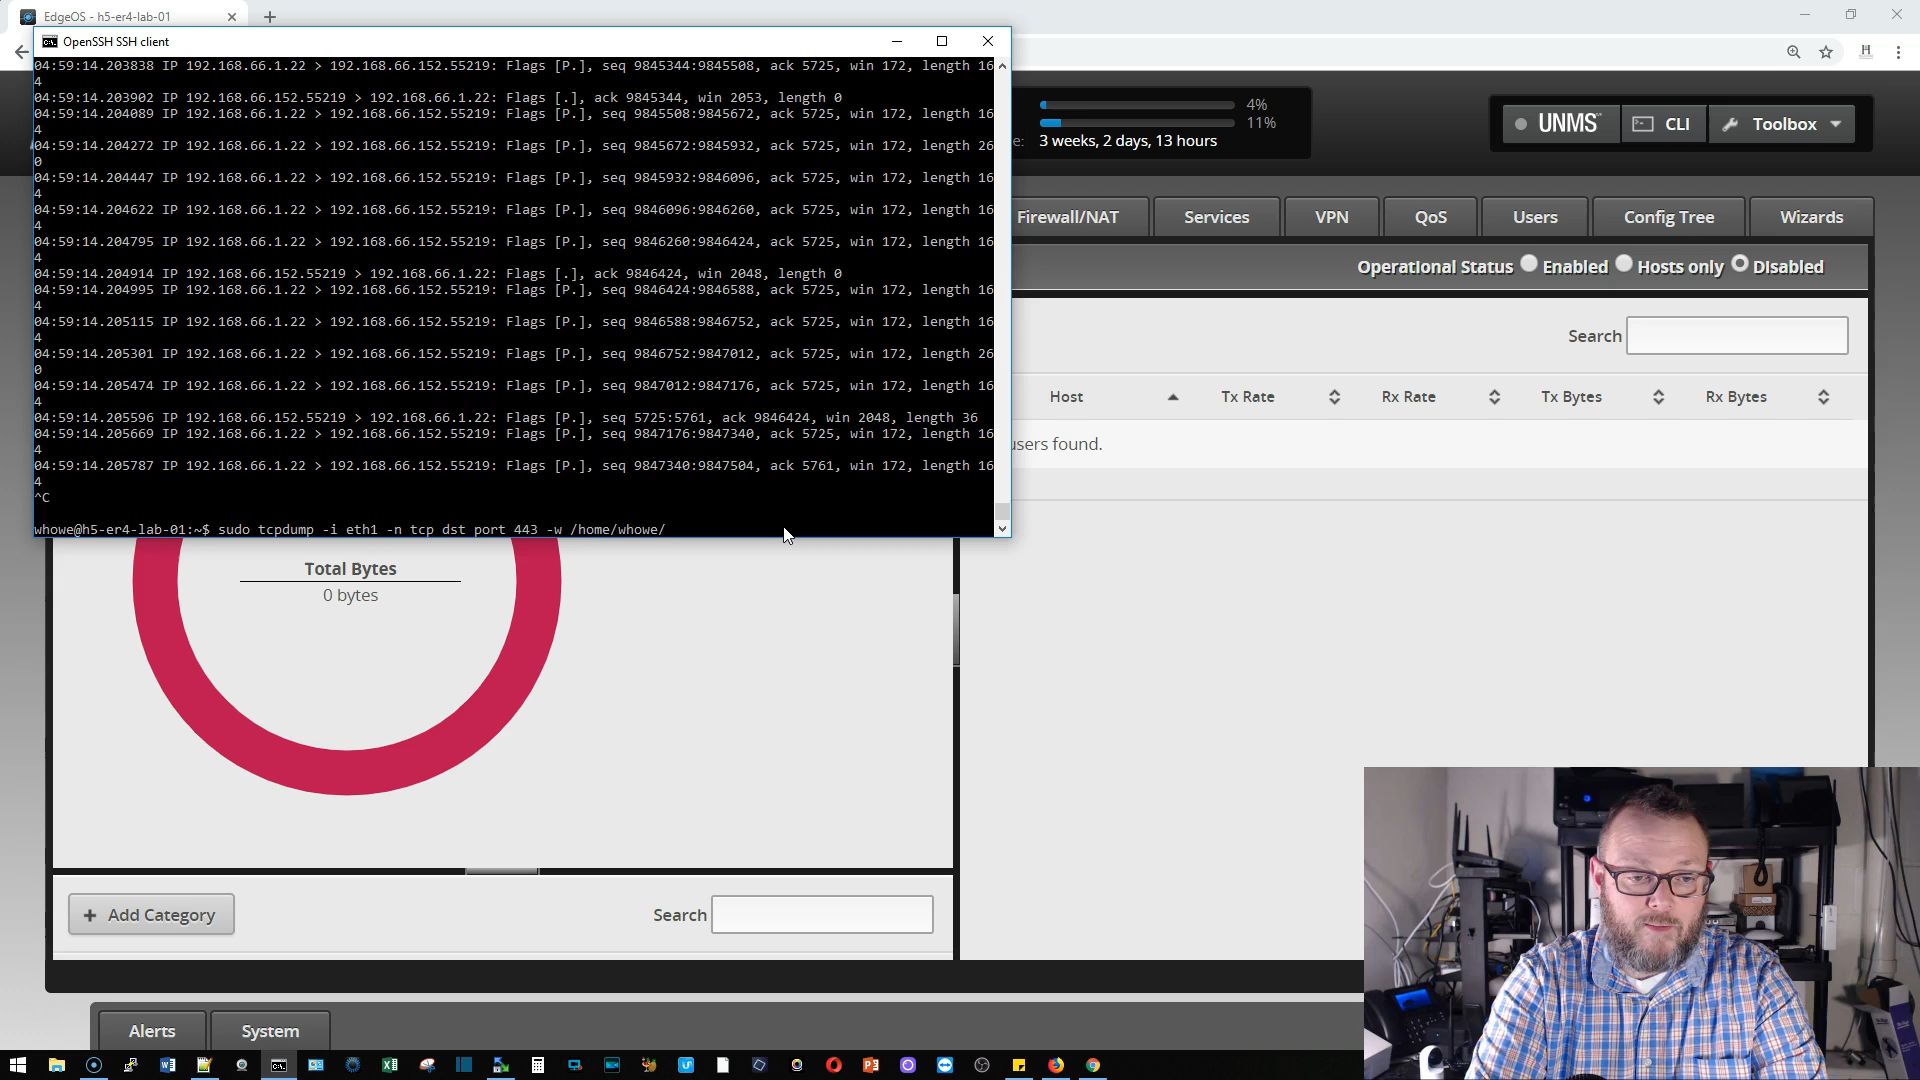 EdgeOS - h5-er4-lab-01
OpenSSH SSH client
04:59:14.203838 IP 192.168.66.1.22 > 192.168.66.152.55219: Flags [P.], seq 9845344:9845508, ack 5725, win 172, length 16
4
04:59:14.203902 IP 192.168.66.152.55219 > 192.168.66.1.22: Flags [.], ack 9845344, win 2053, length 0
04:59:14.204089 IP 192.168.66.1.22 > 192.168.66.152.55219: Flags [P.], seq 9845508:9845672, ack 5725, win 172, length 16
4
04:59:14.204272 IP 192.168.66.1.22 > 192.168.66.152.55219: Flags [P.], seq 9845672:9845932, ack 5725, win 172, length 26
0
04:59:14.204447 IP 192.168.66.1.22 > 192.168.66.152.55219: Flags [P.], seq 9845932:9846096, ack 5725, win 172, length 16
4
04:59:14.204622 IP 192.168.66.1.22 > 192.168.66.152.55219: Flags [P.], seq 9846096:9846260, ack 5725, win 172, length 16
4
04:59:14.204795 IP 192.168.66.1.22 > 192.168.66.152.55219: Flags [P.], seq 9846260:9846424, ack 5725, win 172, length 16
4
04:59:14.204914 IP 192.168.66.152.55219 > 192.168.66.1.22: Flags [.], ack 9846424, win 2048, length 0
04:59:14.204995 IP 192.168.66.1.22 > 192.168.66.152.55219: Flags [P.], seq 9846424:9846588, ack 5725, win 172, length 16
4
04:59:14.205115 IP 192.168.66.1.22 > 192.168.66.152.55219: Flags [P.], seq 9846588:9846752, ack 5725, win 172, length 16
4
04:59:14.205301 IP 192.168.66.1.22 > 192.168.66.152.55219: Flags [P.], seq 9846752:9847012, ack 5725, win 172, length 26
0
04:59:14.205474 IP 192.168.66.1.22 > 192.168.66.152.55219: Flags [P.], seq 9847012:9847176, ack 5725, win 172, length 16
4
04:59:14.205596 IP 192.168.66.152.55219 > 192.168.66.1.22: Flags [P.], seq 5725:5761, ack 9846424, win 2048, length 36
04:59:14.205669 IP 192.168.66.1.22 > 192.168.66.152.55219: Flags [P.], seq 9847176:9847340, ack 5725, win 172, length 16
4
04:59:14.205787 IP 192.168.66.1.22 > 192.168.66.152.55219: Flags [P.], seq 9847340:9847504, ack 5761, win 172, length 16
4
^C
whowe@h5-er4-lab-01:~$ sudo tcpdump -i eth1 -n tcp dst port 443 -w /home/whowe/
4%
11%
e: 3 weeks, 2 days, 13 hours
UNMS CLI Toolbox
Firewall/NAT Services VPN QoS Users Config Tree Wizards
Operational Status Enabled Hosts only Disabled
Search
Host Tx Rate Rx Rate Tx Bytes Rx Bytes
users found.
Total Bytes
0 bytes
+ Add Category
Search
Alerts System